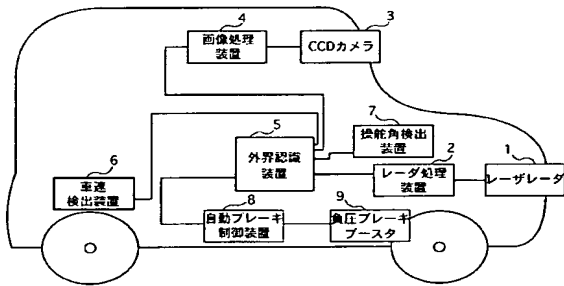 4
画像処理
装置
3
CCDカメラ
7
操舵角検出
装置
5
外界認識
装置
2
レーダ処理
装置
1
レーザレーダ
6
車速
検出装置
8
自動ブレーキ
制御装置
9
負圧ブレーキ
ブースタ